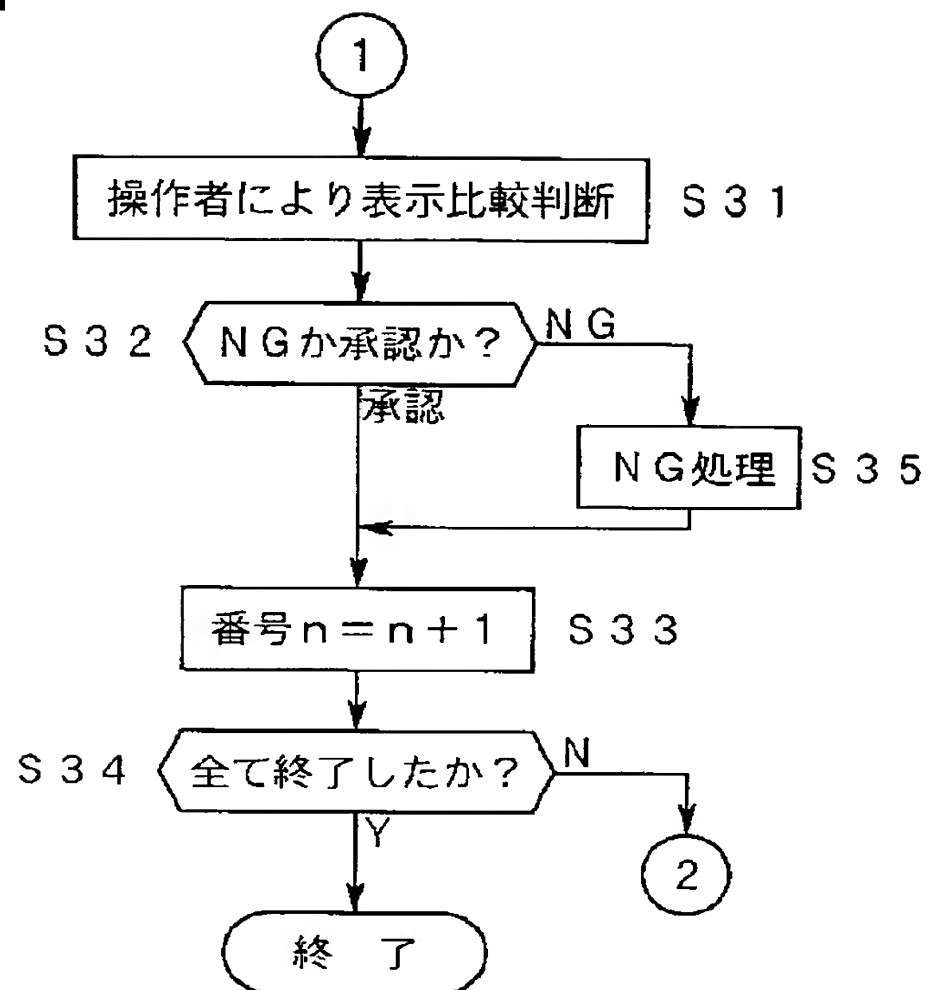 1
操作者により表示比較判断 S31
S32 NGか承認か? NG
承認
NG処理 S35
番号n=n+1 S33
S34 全て終了したか? N
Y
2
終 了